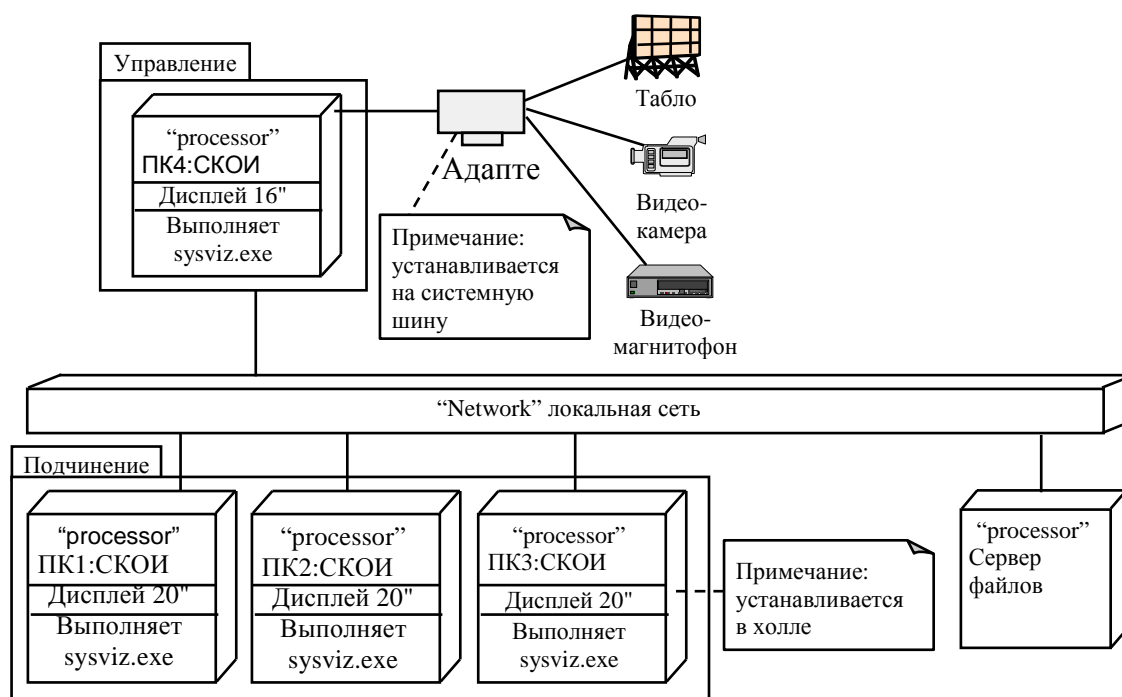 Управление
“processor”
ПК4:СКОИ
Дисплей 16"
Выполняет
sysviz.exe
Адапте
Табло
Видео-
камера
Видео-
магнитофон
Примечание:
устанавливается
на системную
шину
“Network” локальная сеть
Подчинение
“processor”
ПК1:СКОИ
Дисплей 20"
Выполняет
sysviz.exe
“processor”
ПК2:СКОИ
Дисплей 20"
Выполняет
sysviz.exe
“processor”
ПК3:СКОИ
Дисплей 20"
Выполняет
sysviz.exe
Примечание:
устанавливается
в холле
“processor”
Сервер
файлов